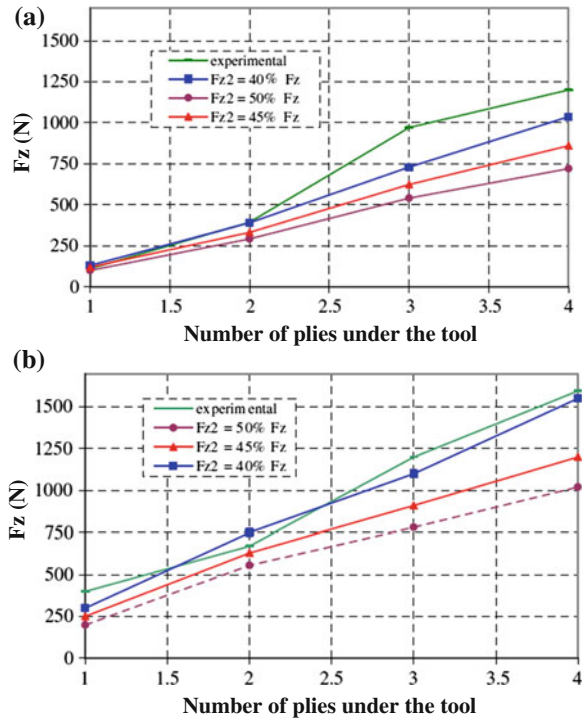 (a)
1500
1250
1000
750
500
250
0
Fz (N)
experimental
Fz2 = 40% Fz
Fz2 = 50% Fz
Fz2 = 45% Fz
1 1.5 2 2.5 3 3.5 4
Number of plies under the tool
(b)
1500
1250
1000
750
500
250
0
Fz (N)
experimental
Fz2 = 50% Fz
Fz2 = 45% Fz
Fz2 = 40% Fz
1 1.5 2 2.5 3 3.5 4
Number of plies under the tool